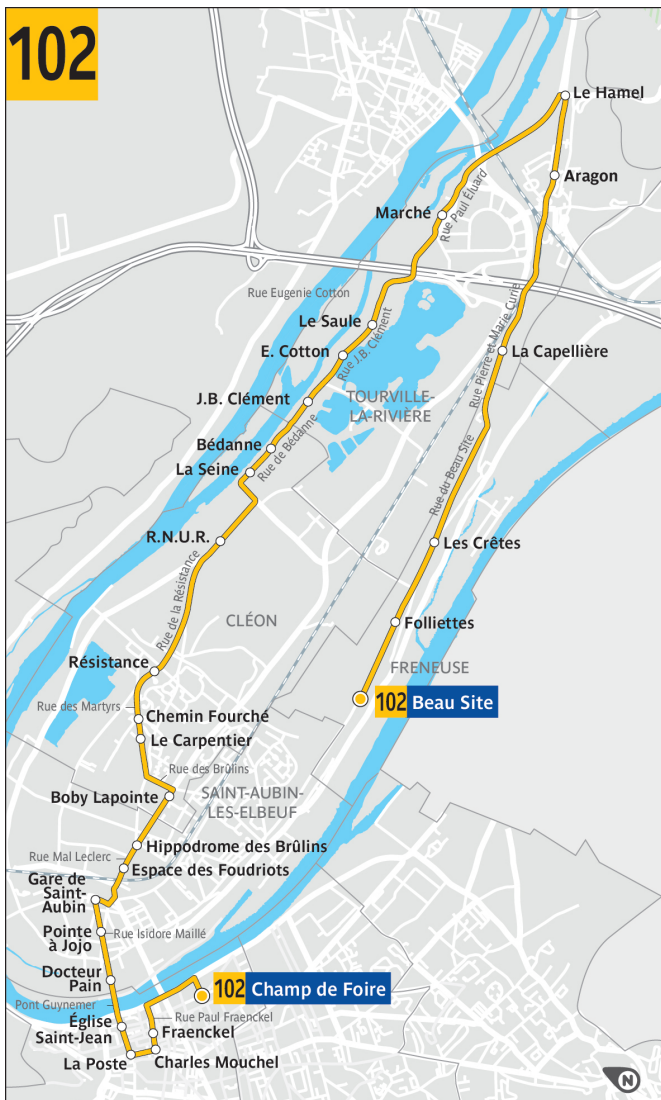 102
Le Hamel
Aragon
Marché
Rue Paul Éluard
Rue Eugenie Cotton
Rue Pierre et Marie Curie
Le Saule
Rue J.B. Clément
E. Cotton
La Capellière
J.B. Clément
TOURVILLE-
LA-RIVIÈRE
Bédanne
Rue de Bédanne
La Seine
Rue du Beau Site
R.N.U.R.
Les Crêtes
Rue de la Résistance
CLÉON
Folliettes
Résistance
FRENEUSE
102 Beau Site
Rue des Martyrs
Chemin Fourché
Le Carpentier
Rue des Brûlins
Boby Lapointe
SAINT-AUBIN-
LES-ELBEUF
Hippodrome des Brûlins
Rue Mal Leclerc
Espace des Foudriots
Gare de
Saint-
Aubin
Pointe
à Jojo
Rue Isidore Maillé
Docteur
Pain
102 Champ de Foire
Pont Guynemer
Rue Paul Fraenckel
Église
Saint-Jean
Fraenckel
La Poste
Charles Mouchel
N